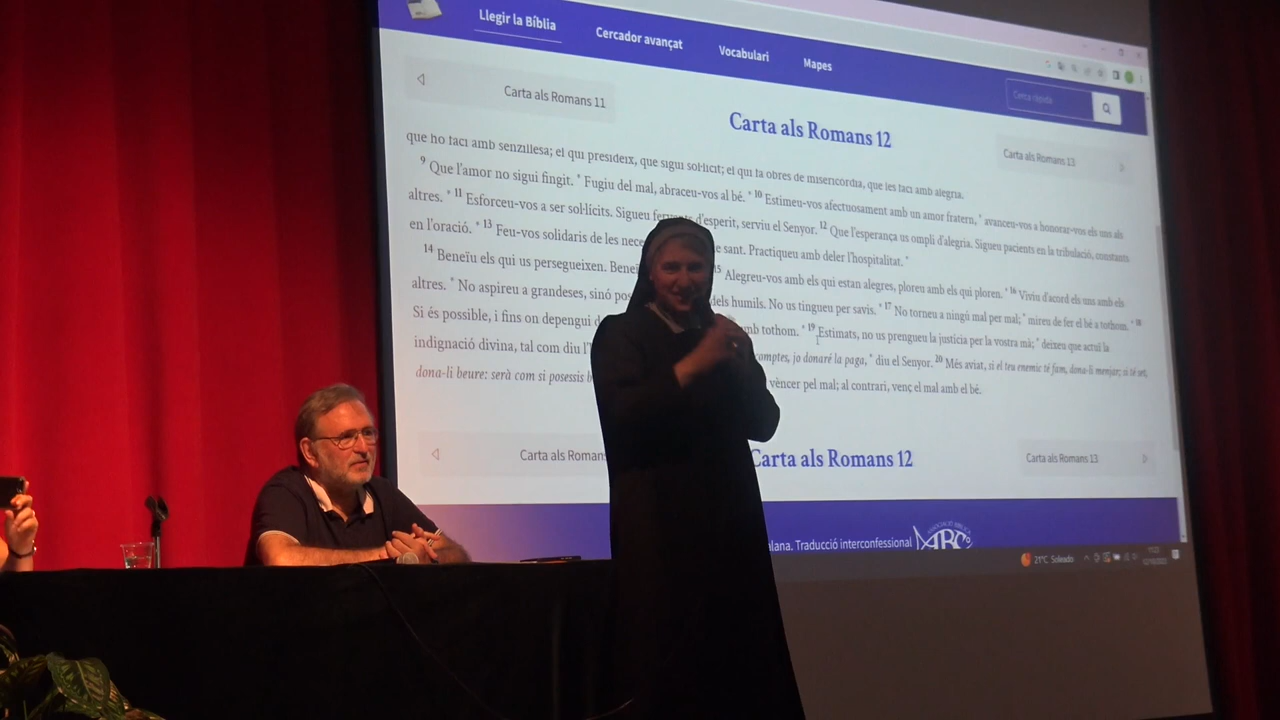 Llegir la Bíblia
Cercador avançat
Vocabulari
Mapes
Carta als Romans 11
Carta als Romans 12
Carta als Romans 13
que ho faci amb senzillesa; el qui presideix, que sigui sol·lícit; el qui fa obres de misericòrdia, que les faci amb alegria.
9 Que l'amor no sigui fingit. * Fugiu del mal, abraceu-vos al bé. * 10 Estimeu-vos afectuosament amb un amor fratern, * avanceu-vos a honorar-vos els uns als
altres. * 11 Esforceu-vos a ser sol·lícits. Sigueu fervents d'esperit, serviu el Senyor. 12 Que l'esperança us ompli d'alegria. Sigueu pacients en la tribulació, constants
en l'oració. * 13 Feu-vos solidaris de les sant. Practiqueu amb deler l'hospitalitat. *
14 Beneïu els qui us persegueixen. 15 Alegreu-vos amb els qui estan alegres, ploreu amb els qui ploren. * 16 Viviu d'acord els uns amb els
altres. * No aspireu a grandeses, sinó dels humils. No us tingueu per savis. * 17 No torneu a ningú mal per mal; * mireu de fer el bé a tothom. * 18
Si és possible, i fins on depengui amb tothom. * 19 Estimats, no us prengueu la justícia per la vostra mà; * deixeu que actuï la
indignació divina, tal com diu comptes, jo donaré la paga, * diu el Senyor. 20 Més aviat, si el teu enemic té fam, dona-li menjar; si té set,
dona-li beure: serà com si posessis vèncer pel mal; al contrari, venç el mal amb el bé.
Carta als Romans 12
Carta als Romans 13
Traducció interconfessional
21°C Soleado